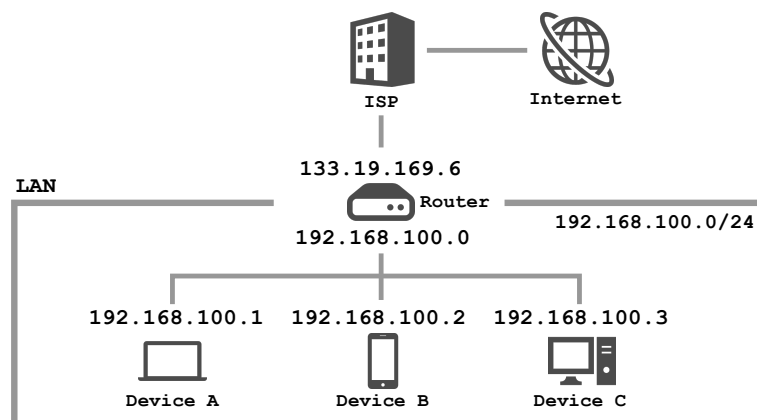 ISP
Internet
133.19.169.6
LAN
Router
192.168.100.0/24
192.168.100.0
192.168.100.1
192.168.100.2
192.168.100.3
Device A
Device B
Device C